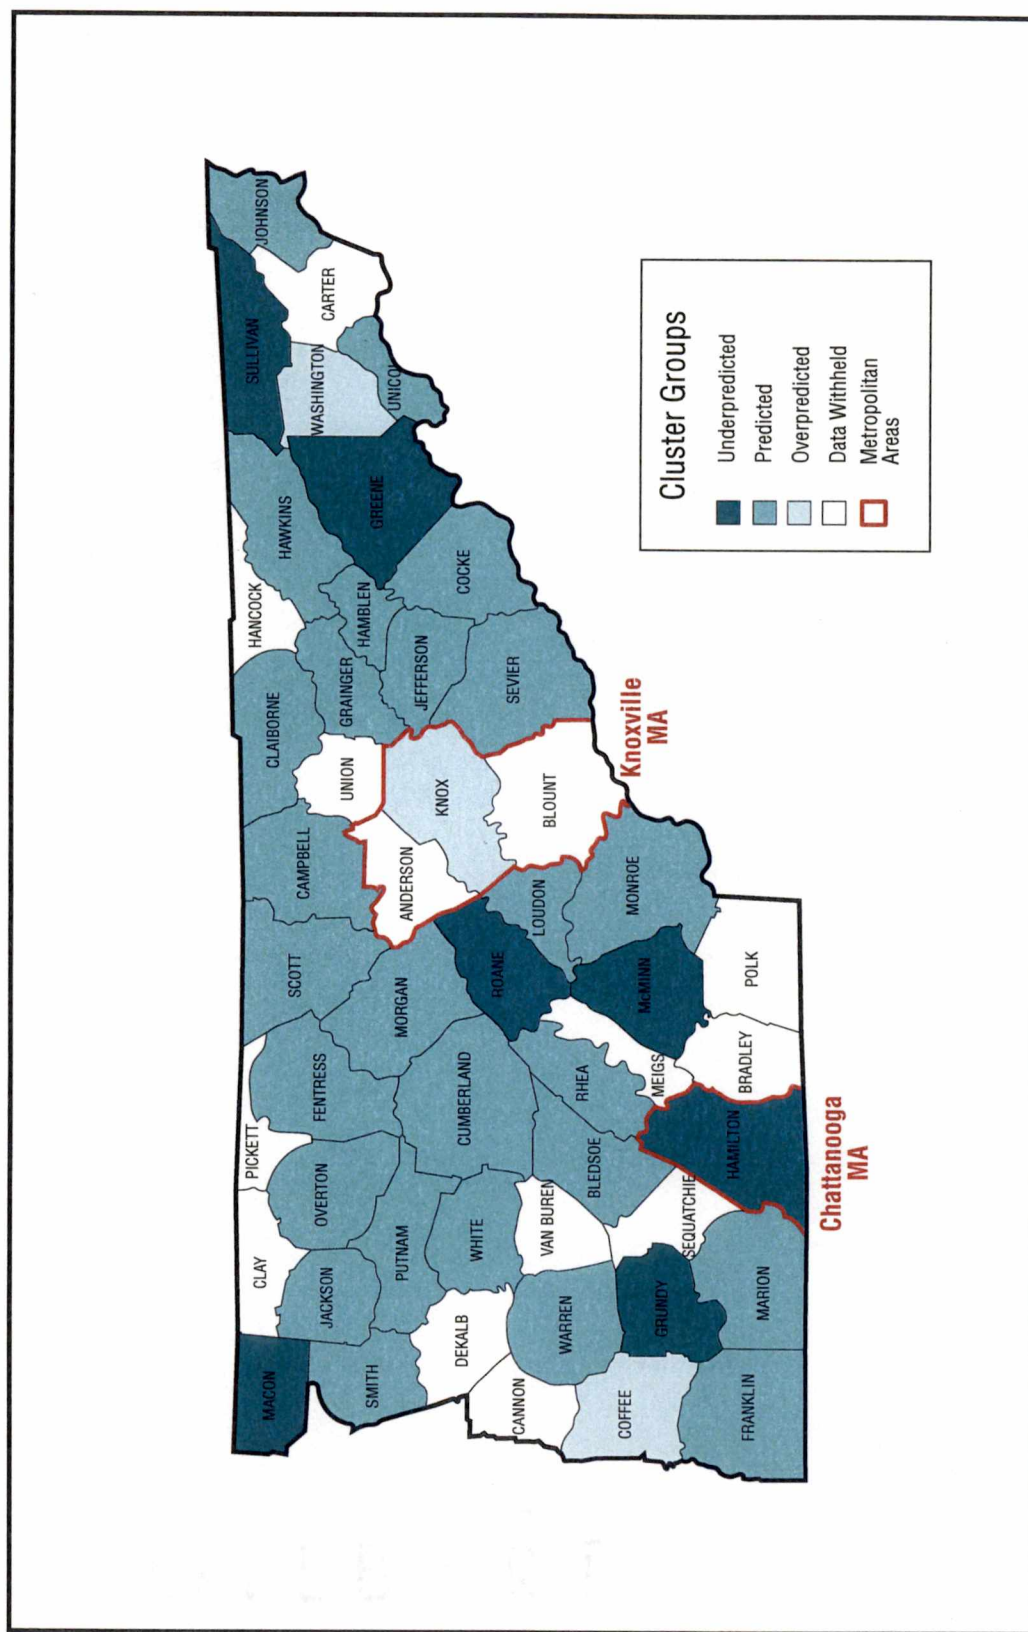 MACON
CLAY
PICKETT
SCOTT
CAMPBELL
CLAIBORNE
HANCOCK
HAWKINS
SULLIVAN
JOHNSON
JACKSON
OVERTON
FENTRESS
UNION
GRAINGER
HAMBLEN
WASHINGTON
CARTER
SMITH
PUTNAM
MORGAN
ANDERSON
JEFFERSON
GREENE
UNICOI
DEKALB
WHITE
CUMBERLAND
KNOX
COCKE
CANNON
VAN BUREN
ROANE
LOUDON
SEVIER
WARREN
BLEDSOE
RHEA
BLOUNT
COFFEE
GRUNDY
MEIGS
McMINN
MONROE
Knoxville
MA
SEQUATCHIE
FRANKLIN
MARION
HAMILTON
BRADLEY
POLK
Chattanooga
MA
Cluster Groups
Underpredicted
Predicted
Overpredicted
Data Withheld
Metropolitan
Areas